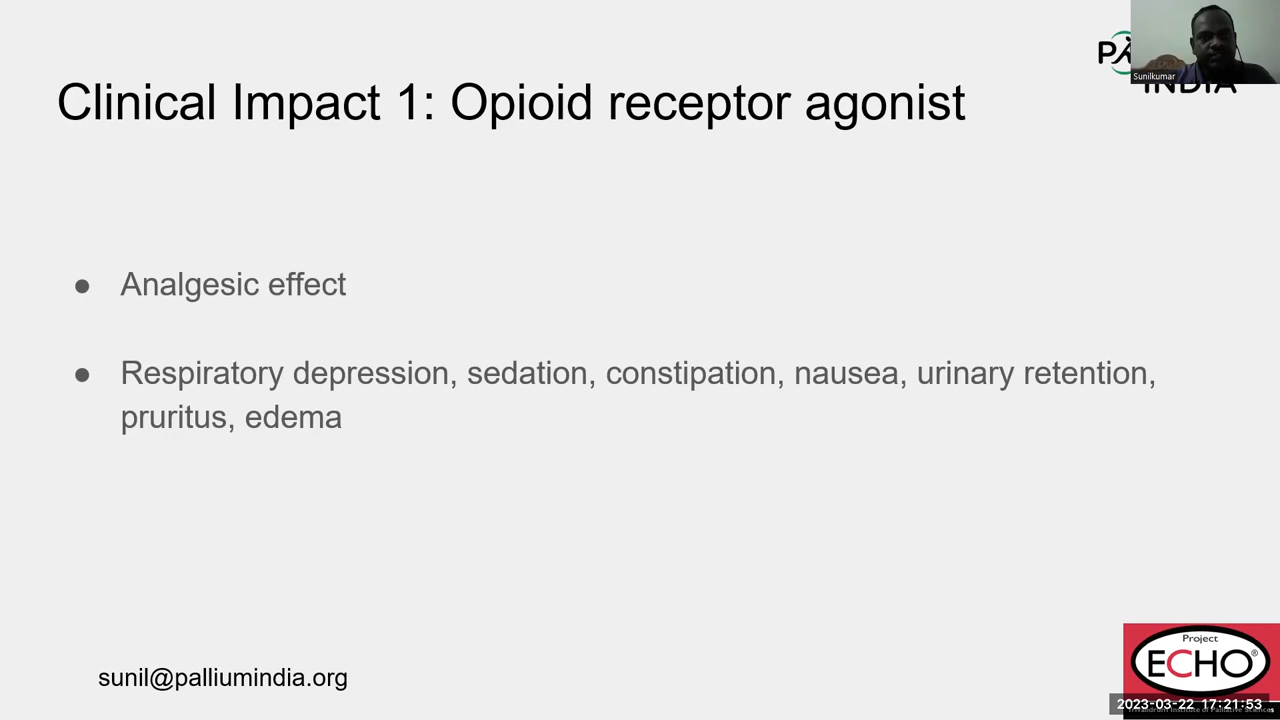 Clinical Impact 1: Opioid receptor agonist
Sunilkumar
INDIA
● Analgesic effect
● Respiratory depression, sedation, constipation, nausea, urinary retention,
pruritus, edema
sunil@palliumindia.org
Project
ECHO®
2023-03-22 17:21:53